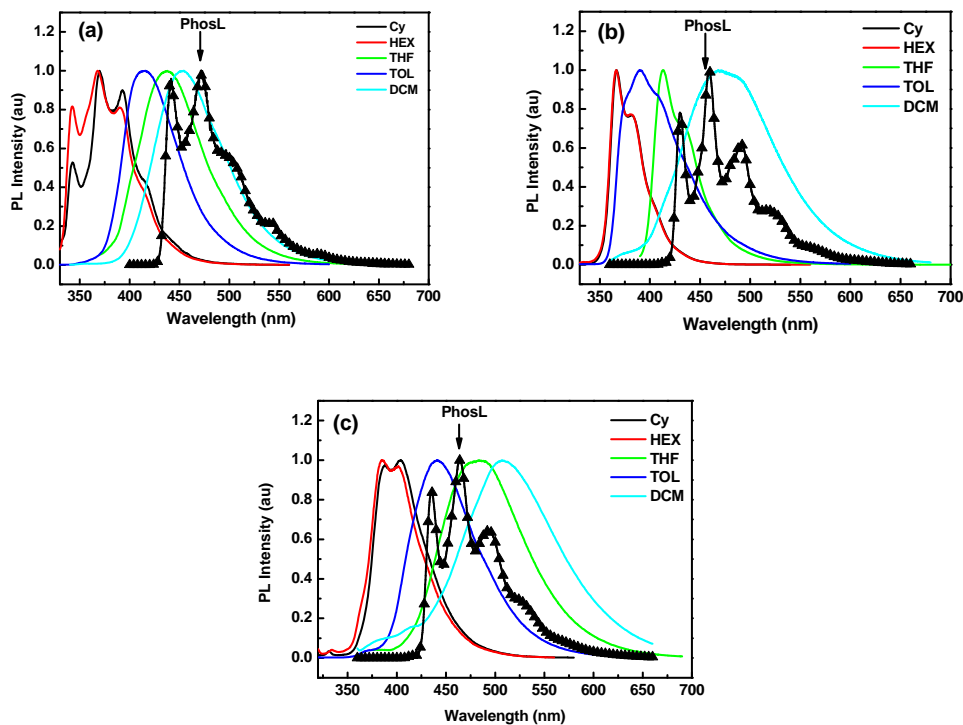 PhosL
(a)
Cy
HEX
THF
TOL
DCM
PL Intensity (au)
1.2
1.0
0.8
0.6
0.4
0.2
0.0
350 400 450 500 550 600 650 700
Wavelength (nm)
PhosL
(b)
Cy
HEX
THF
TOL
DCM
PL Intensity (au)
1.2
1.0
0.8
0.6
0.4
0.2
0.0
350 400 450 500 550 600 650 700
Wavelength (nm)
PhosL
(c)
Cy
HEX
THF
TOL
DCM
PL Intensity (au)
1.2
1.0
0.8
0.6
0.4
0.2
0.0
350 400 450 500 550 600 650 700
Wavelength (nm)